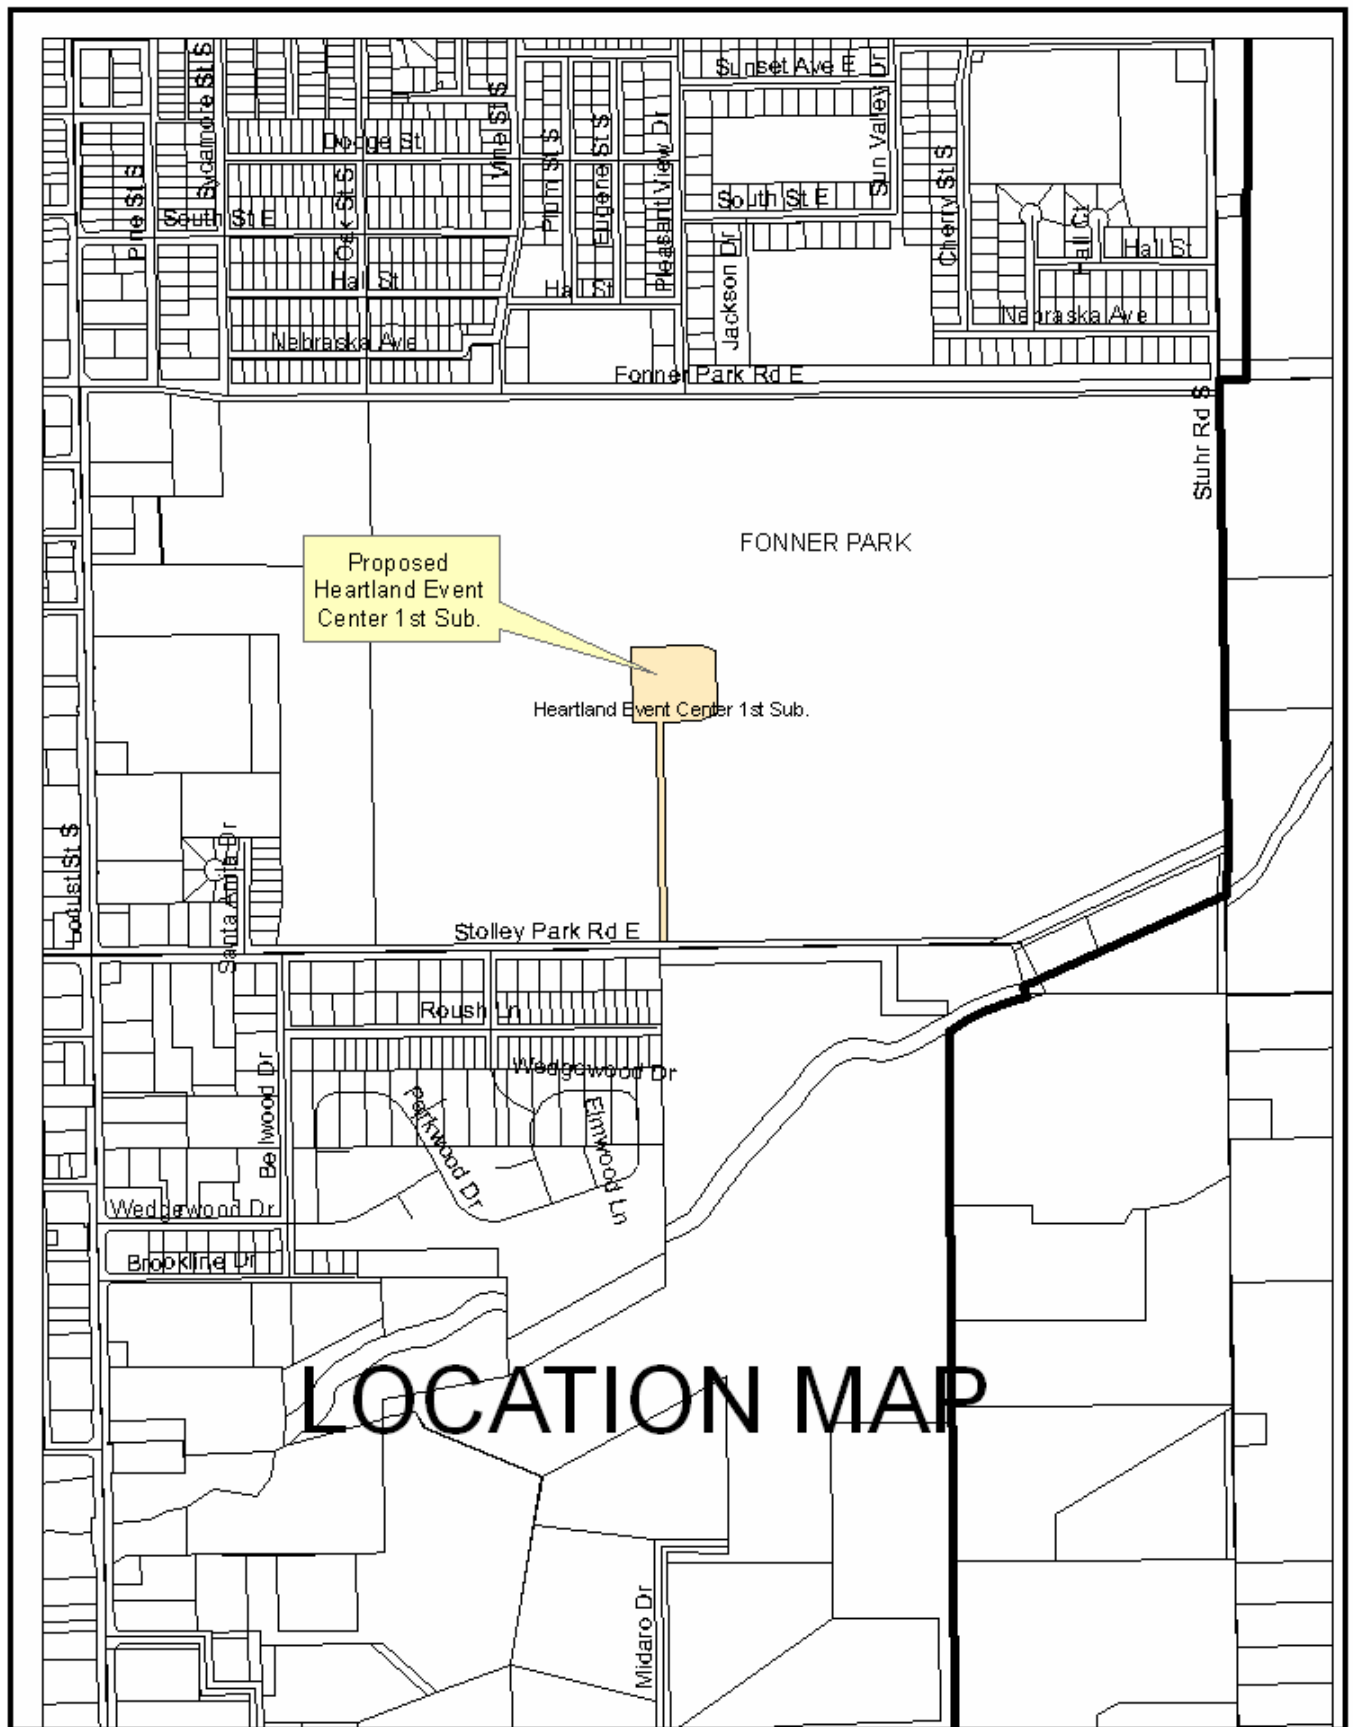 Sunset Ave E
Sun Valley Dr
Sycamore St S
Vine St S
Dodge St
Plum St S
Eugene St S
Pleasant View Dr
Pine St S
South St E
Oak St S
South St E
Cherry St S
Hall Ct
Hall St
Hall St
Hall St
Jackson Dr
Nebraska Ave
Nebraska Ave
Fonner Park Rd E
Stuhr Rd S
FONNER PARK
Proposed
Heartland Event
Center 1st Sub.
Heartland Event Center 1st Sub.
Locust St S
Santa Anita Dr
Stolley Park Rd E
Roush Ln
Wedgewood Dr
Bellwood Dr
Parkwood Dr
Elmwood Ln
Wedgewood Dr
Brookline Dr
LOCATION MAP
Midaro Dr